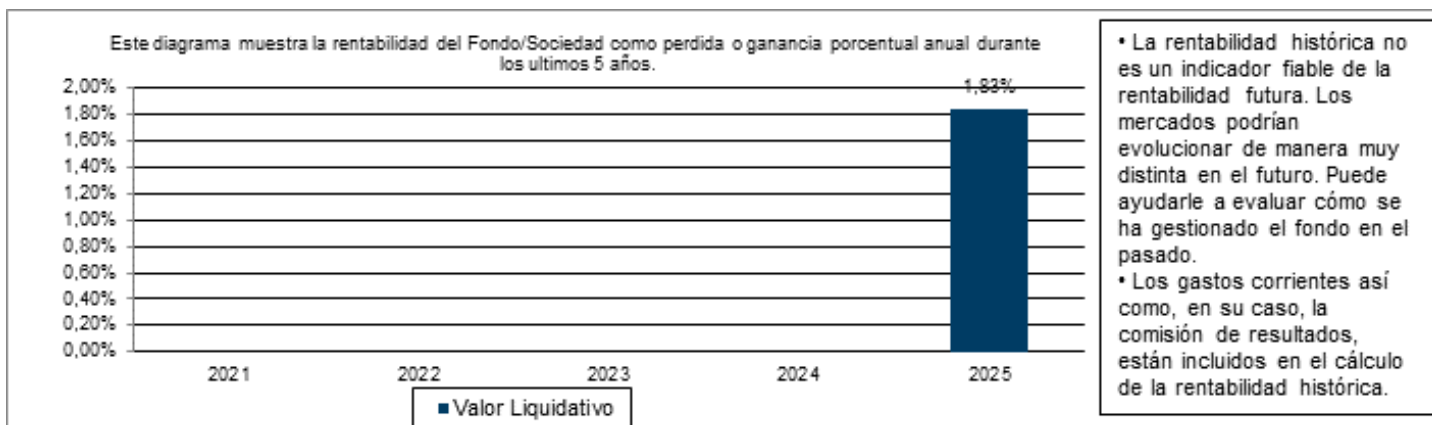 Este diagrama muestra la rentabilidad del Fondo/Sociedad como perdida o ganancia porcentual anual durante
los ultimos 5 años.
2,00%
1,80%
1,60%
1,40%
1,20%
1,00%
0,80%
0,60%
0,40%
0,20%
0,00%
1,83%
2021 2022 2023 2024 2025
Valor Liquidativo
• La rentabilidad histórica no
es un indicador fiable de la
rentabilidad futura. Los
mercados podrían
evolucionar de manera muy
distinta en el futuro. Puede
ayudarle a evaluar cómo se
ha gestionado el fondo en el
pasado.
• Los gastos corrientes así
como, en su caso, la
comisión de resultados,
están incluidos en el cálculo
de la rentabilidad histórica.